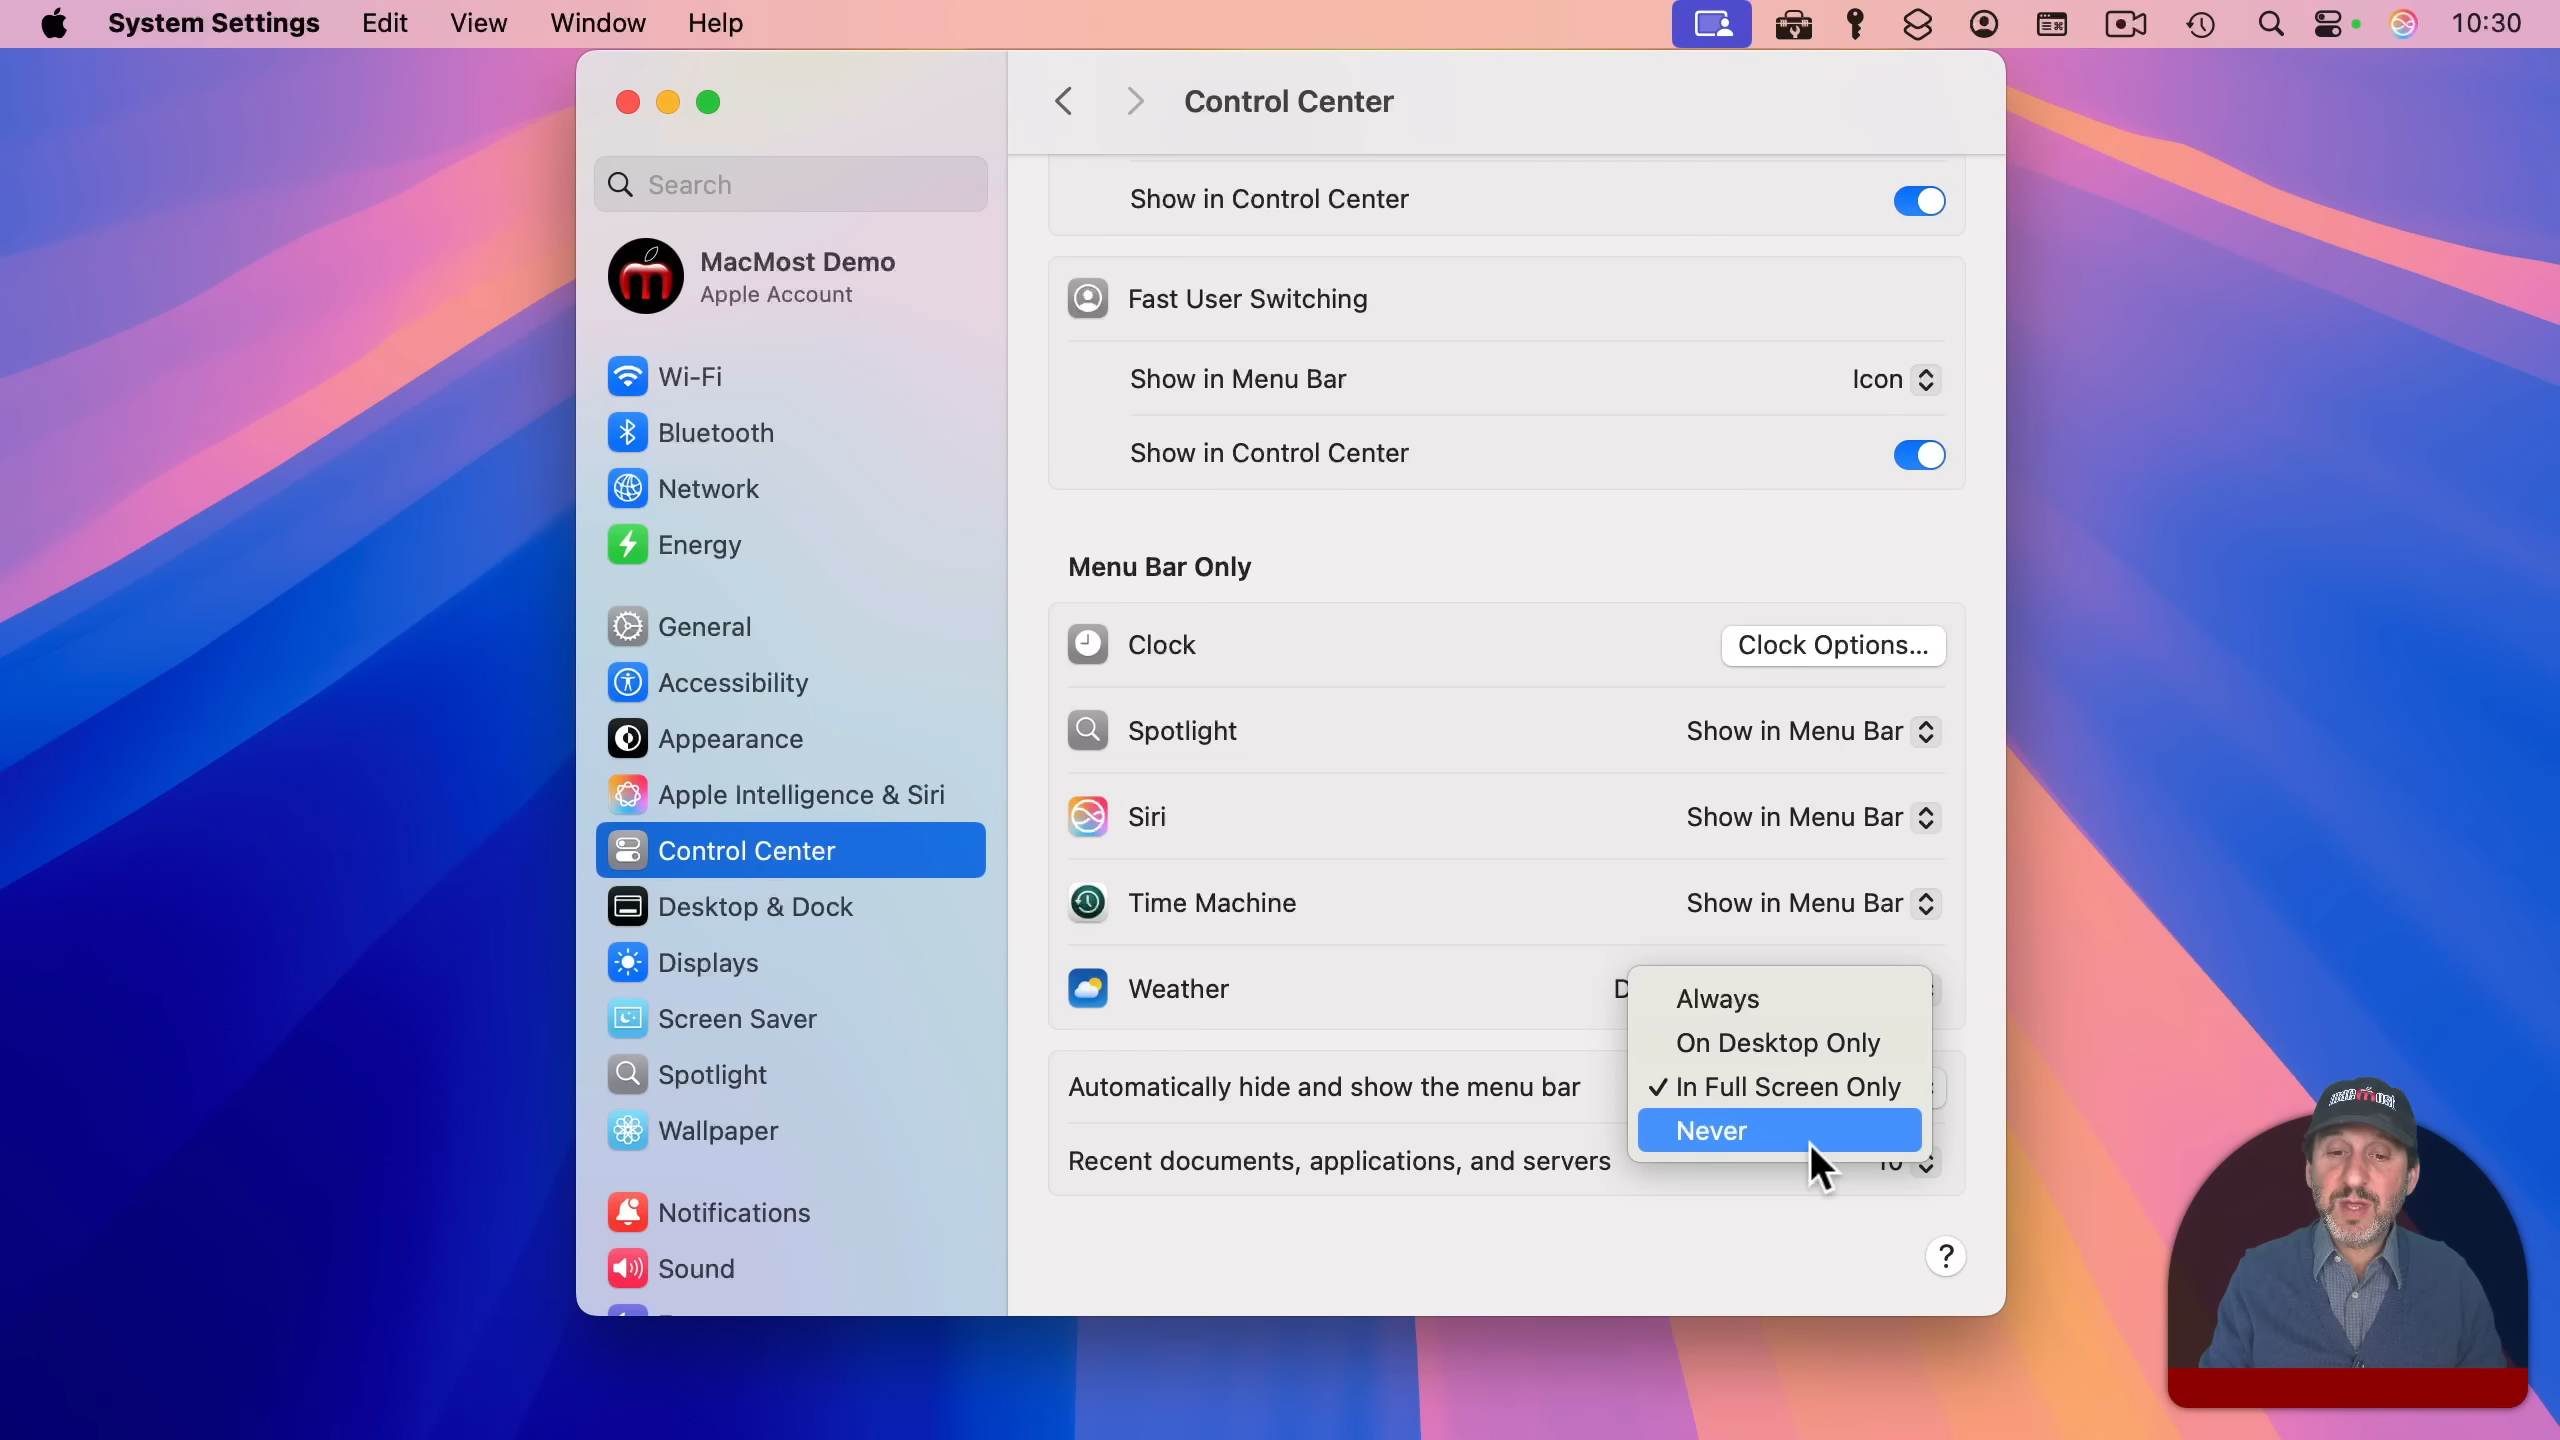 System Settings Edit View Window Help 10:30
Control Center
Search
MacMost Demo
Apple Account
Wi-Fi
Bluetooth
Network
Energy
General
Accessibility
Appearance
Apple Intelligence & Siri
Control Center
Desktop & Dock
Displays
Screen Saver
Spotlight
Wallpaper
Notifications
Sound
Show in Control Center
Fast User Switching
Show in Menu Bar Icon
Show in Control Center
Menu Bar Only
Clock Clock Options...
Spotlight Show in Menu Bar
Siri Show in Menu Bar
Time Machine Show in Menu Bar
Weather
Always
On Desktop Only
Automatically hide and show the menu bar ✓ In Full Screen Only
Never
Recent documents, applications, and servers 10
?
macmost